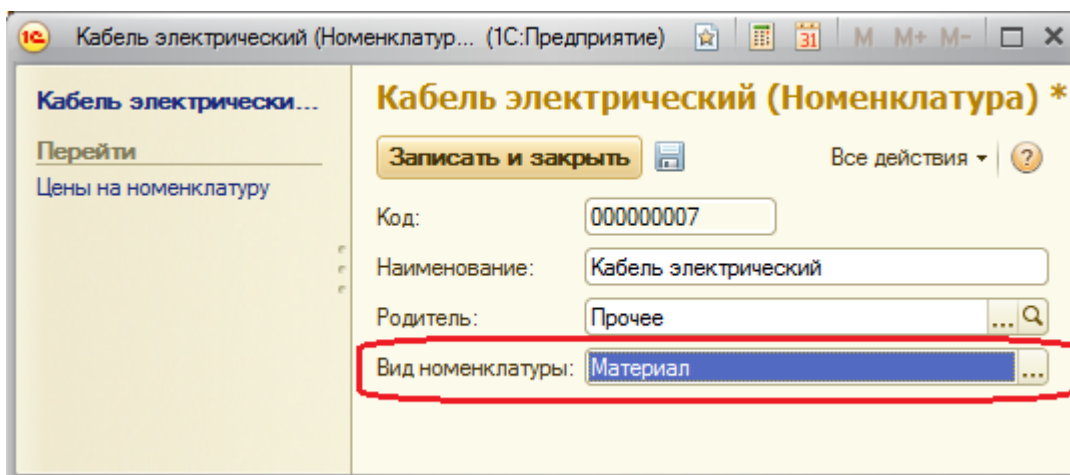 1С Кабель электрический (Номенклатур... (1С:Предприятие) 31 M M+ M-
Кабель электрически...
Перейти
Цены на номенклатуру
Кабель электрический (Номенклатура) *
Записать и закрыть Все действия ?
Код: 000000007
Наименование: Кабель электрический
Родитель: Прочее ...
Вид номенклатуры: Материал ...